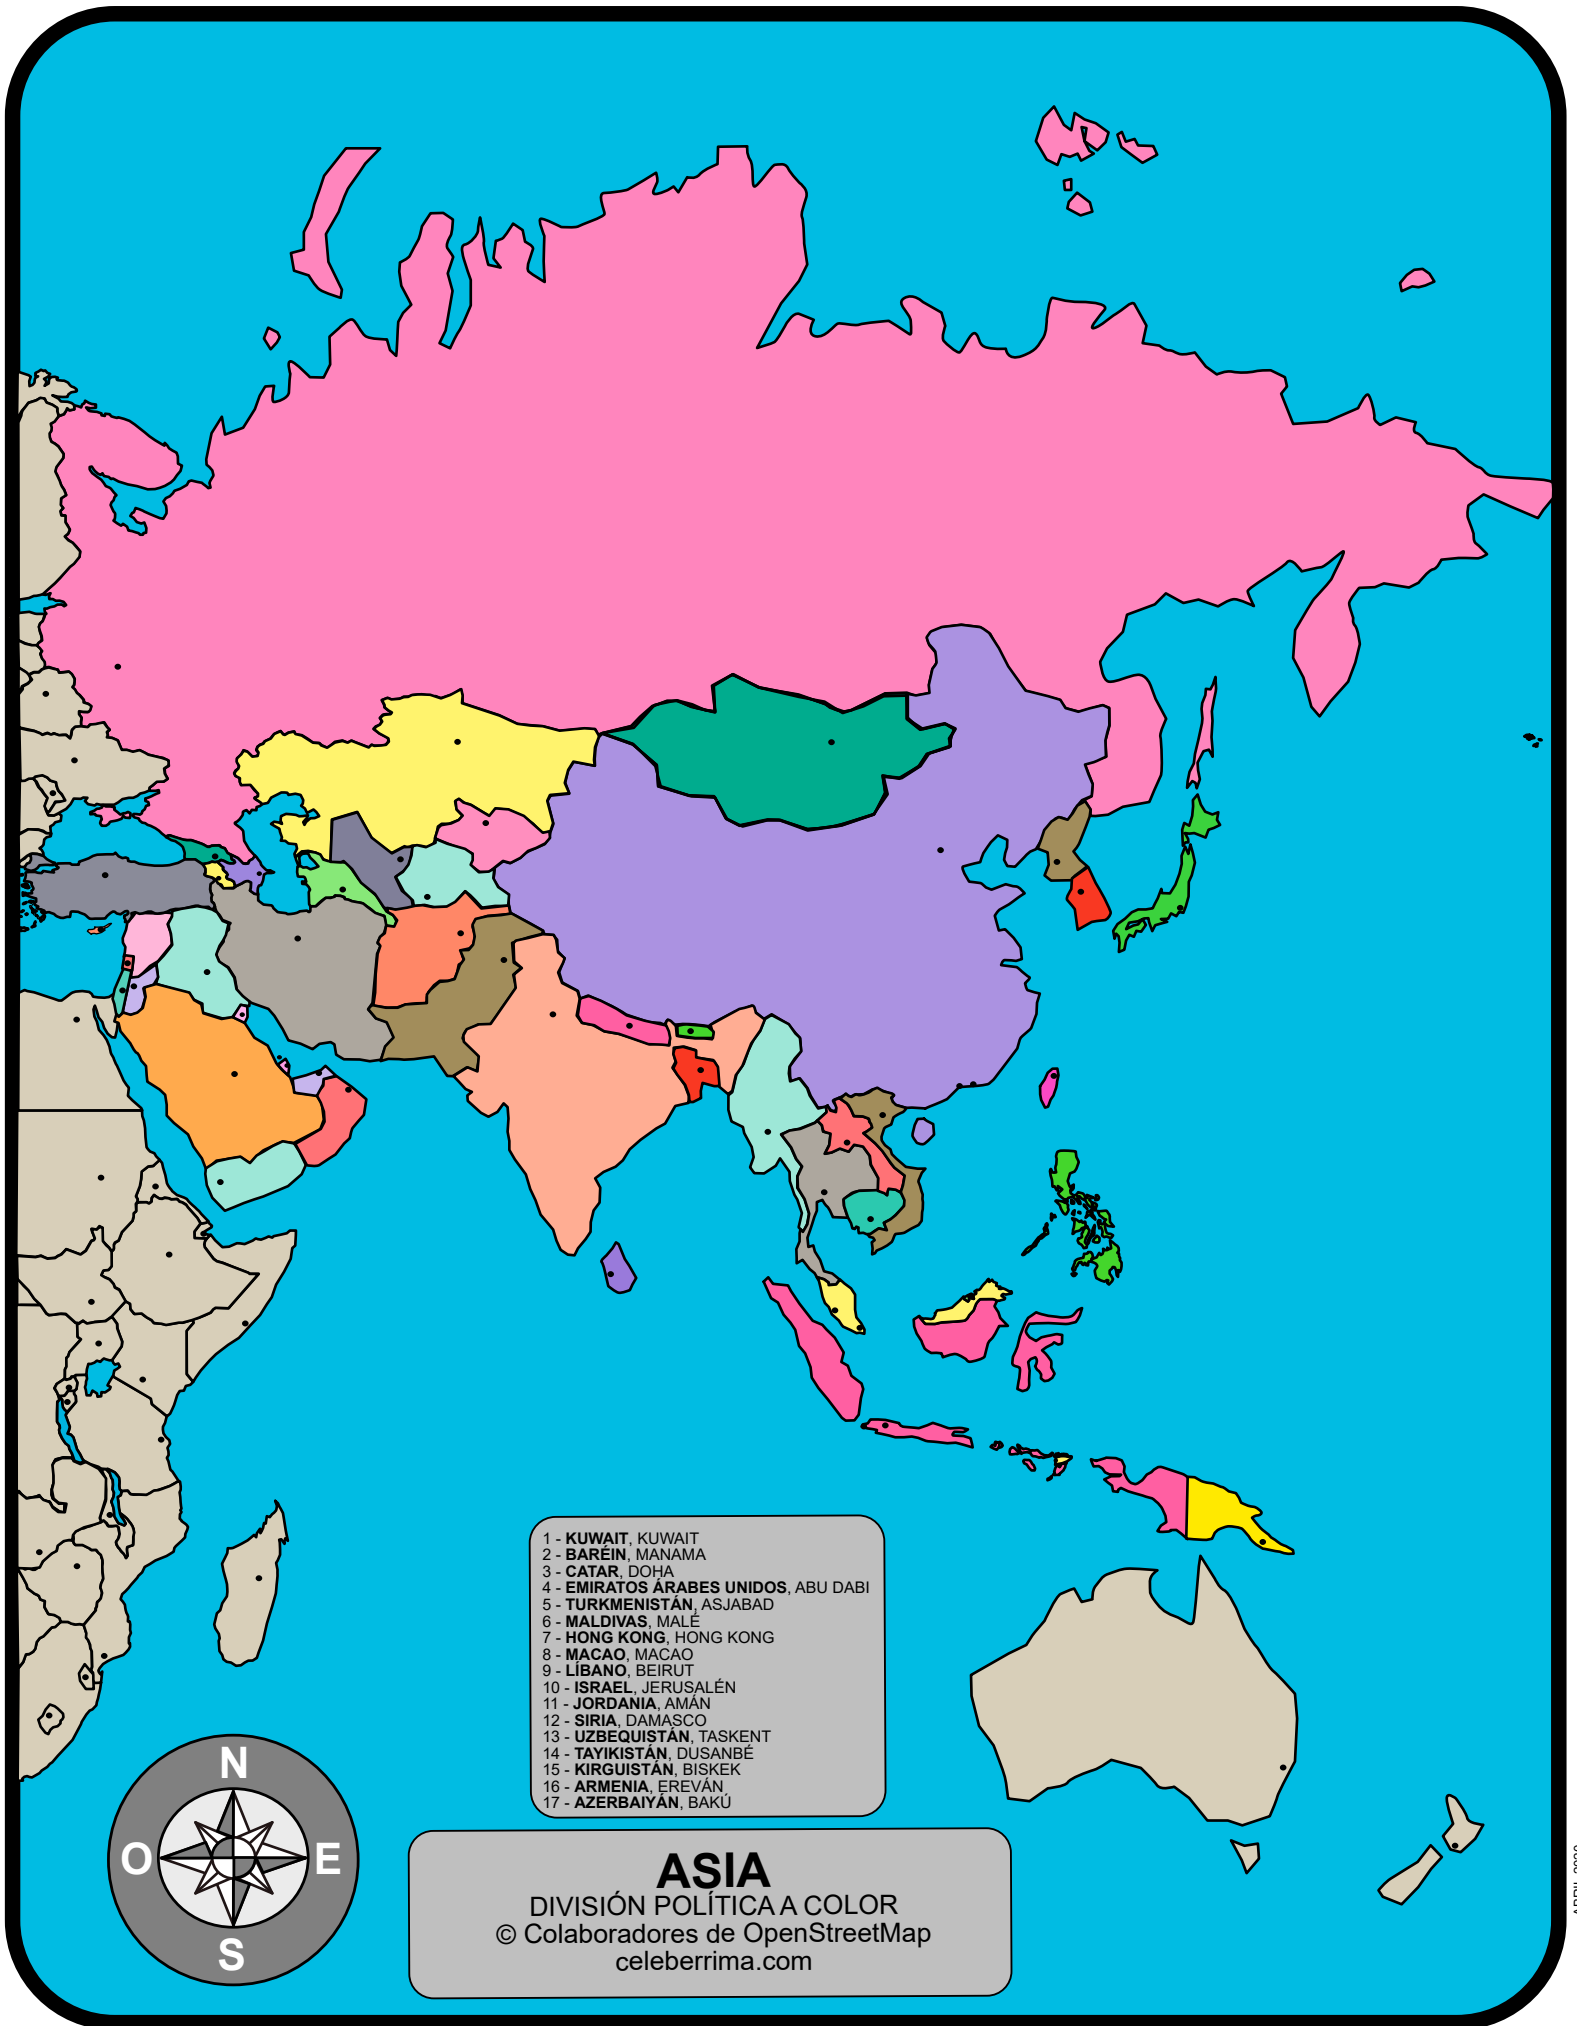 1 - KUWAIT, KUWAIT
2 - BARÉIN, MANAMA
3 - CATAR, DOHA
4 - EMIRATOS ÁRABES UNIDOS, ABU DABI
5 - TURKMENISTÁN, ASJABAD
6 - MALDIVAS, MALÉ
7 - HONG KONG, HONG KONG
8 - MACAO, MACAO
9 - LÍBANO, BEIRUT
10 - ISRAEL, JERUSALÉN
11 - JORDANIA, AMÁN
12 - SIRIA, DAMASCO
13 - UZBEQUISTÁN, TASKENT
14 - TAYIKISTÁN, DUSANBÉ
15 - KIRGUISTÁN, BISKEK
16 - ARMENIA, EREVÁN
17 - AZERBAIYÁN, BAKÚ
N
O
E
S
ASIA
DIVISIÓN POLÍTICA A COLOR
© Colaboradores de OpenStreetMap
celeberrima.com